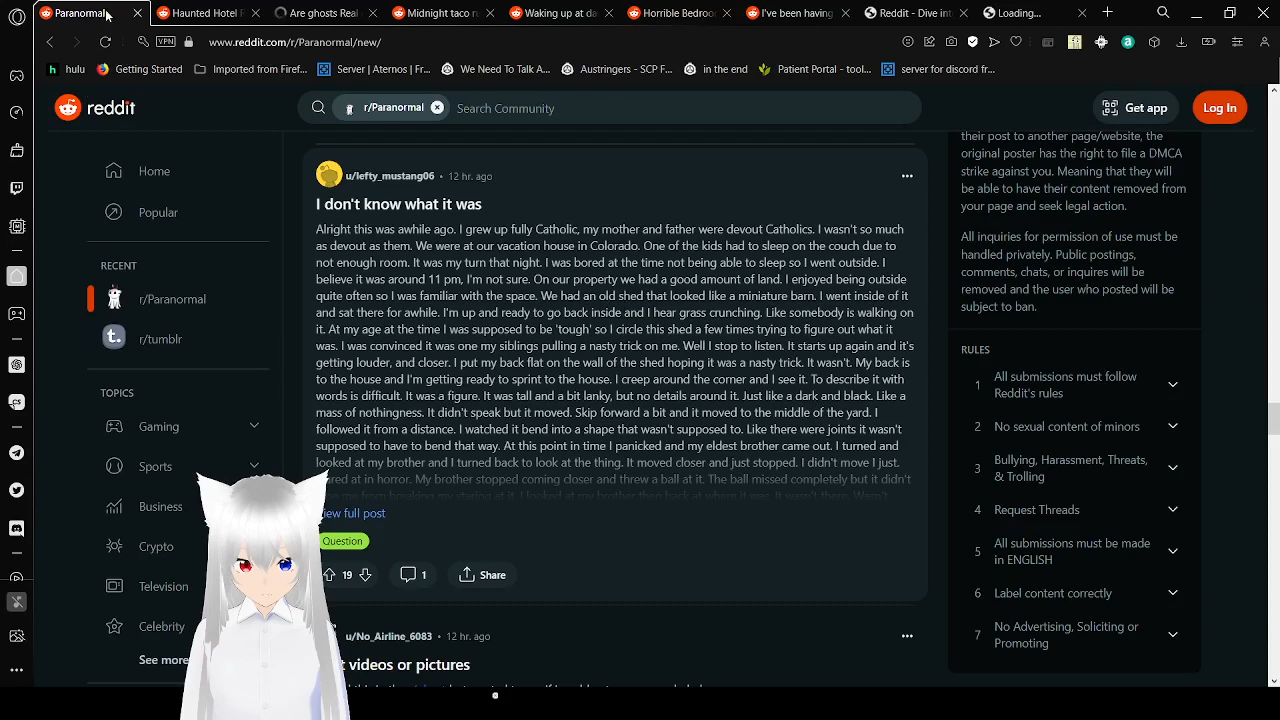 Paranormal
Haunted Hotel F
Are ghosts Real
Midnight taco re
Waking up at da
Horrible Bedroo
I've been having
Reddit - Dive int
Loading...
VPN
www.reddit.com/r/Paranormal/new/
hulu
Getting Started
Imported from Firef...
Server | Aternos | Fr...
We Need To Talk A...
Austringers - SCP F...
in the end
Patient Portal - tool...
server for discord fr...
reddit
r/Paranormal
Search Community
Get app
Log In
Home
Popular
RECENT
r/Paranormal
r/tumblr
TOPICS
Gaming
Sports
Business
Crypto
Television
Celebrity
See more
u/lefty_mustang06 • 12 hr. ago
I don't know what it was
Alright this was awhile ago. I grew up fully Catholic, my mother and father were devout Catholics. I wasn't so much
as devout as them. We were at our vacation house in Colorado. One of the kids had to sleep on the couch due to
not enough room. It was my turn that night. I was bored at the time not being able to sleep so I went outside. I
believe it was around 11 pm, I'm not sure. On our property we had a good amount of land. I enjoyed being outside
quite often so I was familiar with the space. We had an old shed that looked like a miniature barn. I went inside of it
and sat there for awhile. I'm up and ready to go back inside and I hear grass crunching. Like somebody is walking on
it. At my age at the time I was supposed to be 'tough' so I circle this shed a few times trying to figure out what it
was. I was convinced it was one my siblings pulling a nasty trick on me. Well I stop to listen. It starts up again and it's
getting louder, and closer. I put my back flat on the wall of the shed hoping it was a nasty trick. It wasn't. My back is
to the house and I'm getting ready to sprint to the house. I creep around the corner and I see it. To describe it with
words is difficult. It was a figure. It was tall and a bit lanky, but no details around it. Just like a dark and black. Like a
mass of nothingness. It didn't speak but it moved. Skip forward a bit and it moved to the middle of the yard. I
followed it from a distance. I watched it bend into a shape that wasn't supposed to. Like there were joints it wasn't
supposed to have to bend that way. At this point in time I panicked and my eldest brother came out. I turned and
looked at my brother and I turned back to look at the thing. It moved closer and just stopped. I didn't move I just.
ared at in horror. My brother stopped coming closer and threw a ball at it. The ball missed completely but it didn't
me from breaking my staring at it. I looked at my brother then back at where it was. It wasn't there. Wasn't
iew full post
Question
19
1
Share
u/No_Airline_6083 • 12 hr. ago
t videos or pictures
their post to another page/website, the
original poster has the right to file a DMCA
strike against you. Meaning that they will
be able to have their content removed from
your page and seek legal action.
All inquiries for permission of use must be
handled privately. Public postings,
comments, chats, or inquires will be
removed and the user who posted will be
subject to ban.
RULES
1 All submissions must follow
Reddit's rules
2 No sexual content of minors
3 Bullying, Harassment, Threats,
& Trolling
4 Request Threads
5 All submissions must be made
in ENGLISH
6 Label content correctly
7 No Advertising, Soliciting or
Promoting